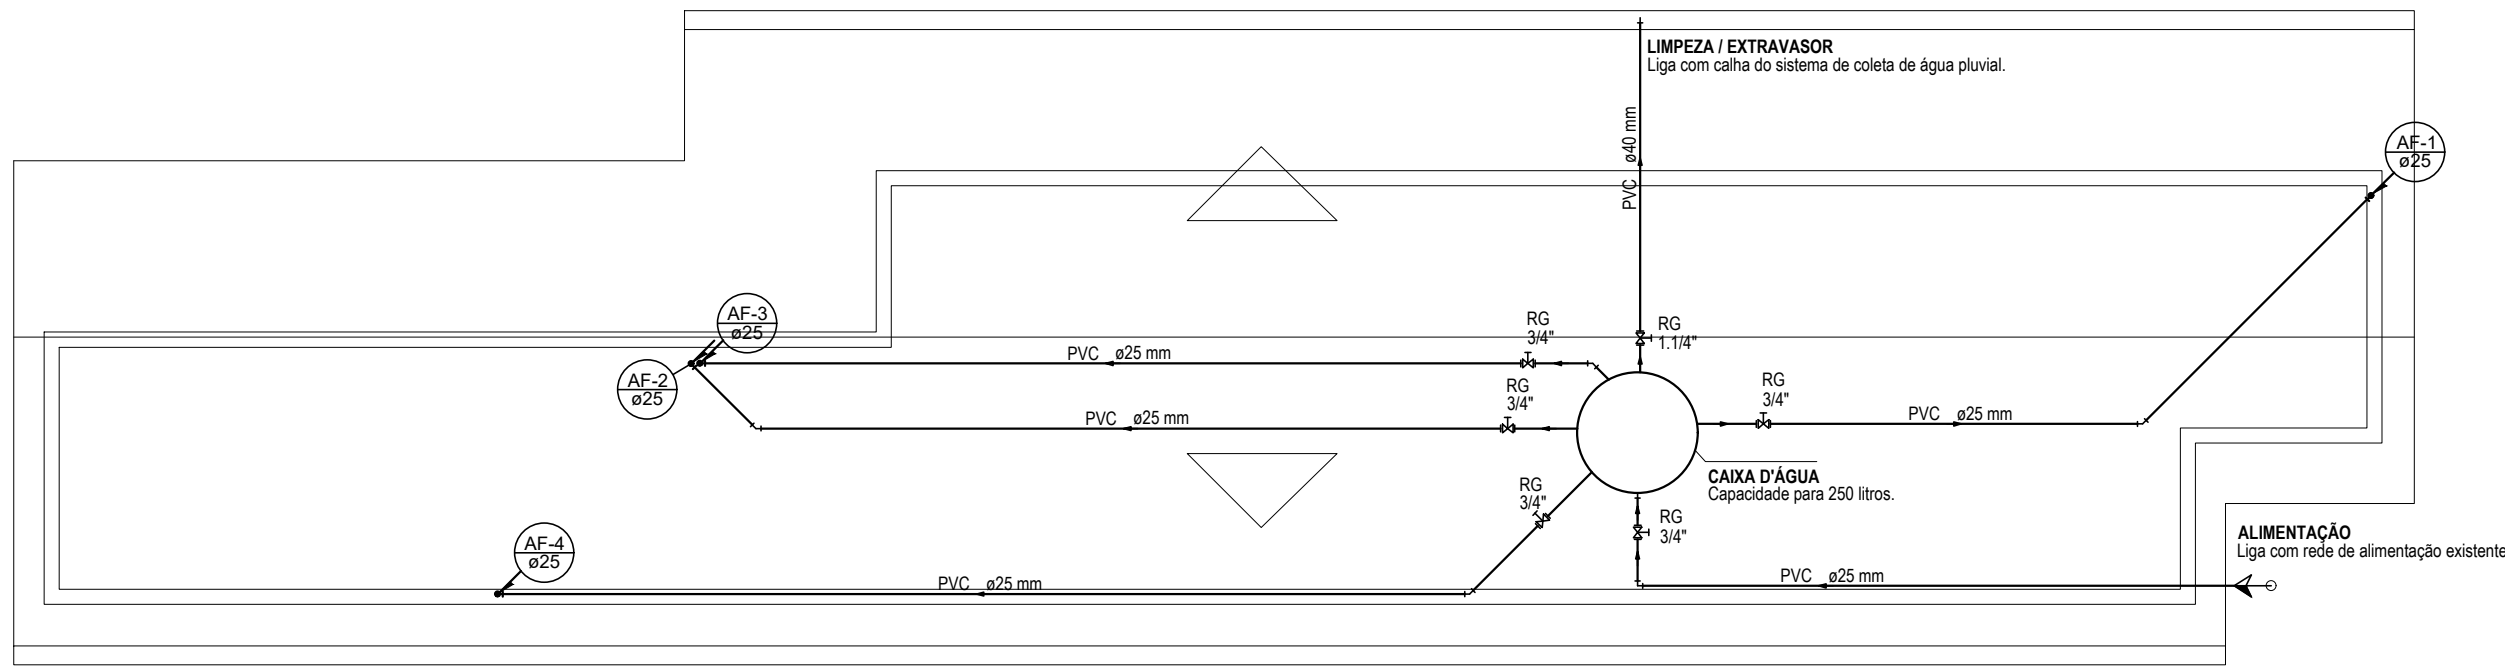 LIMPEZA / EXTRAVASOR
Liga com calha do sistema de coleta de água pluvial.
PVC ø40 mm
AF-1
ø25
AF-3
ø25
RG
3/4"
RG
1.1/4"
PVC ø25 mm
AF-2
ø25
RG
3/4"
RG
3/4"
PVC ø25 mm
PVC ø25 mm
CAIXA D'ÁGUA
Capacidade para 250 litros.
RG
3/4"
RG
3/4"
AF-4
ø25
ALIMENTAÇÃO
Liga com rede de alimentação existente
PVC ø25 mm
PVC ø25 mm